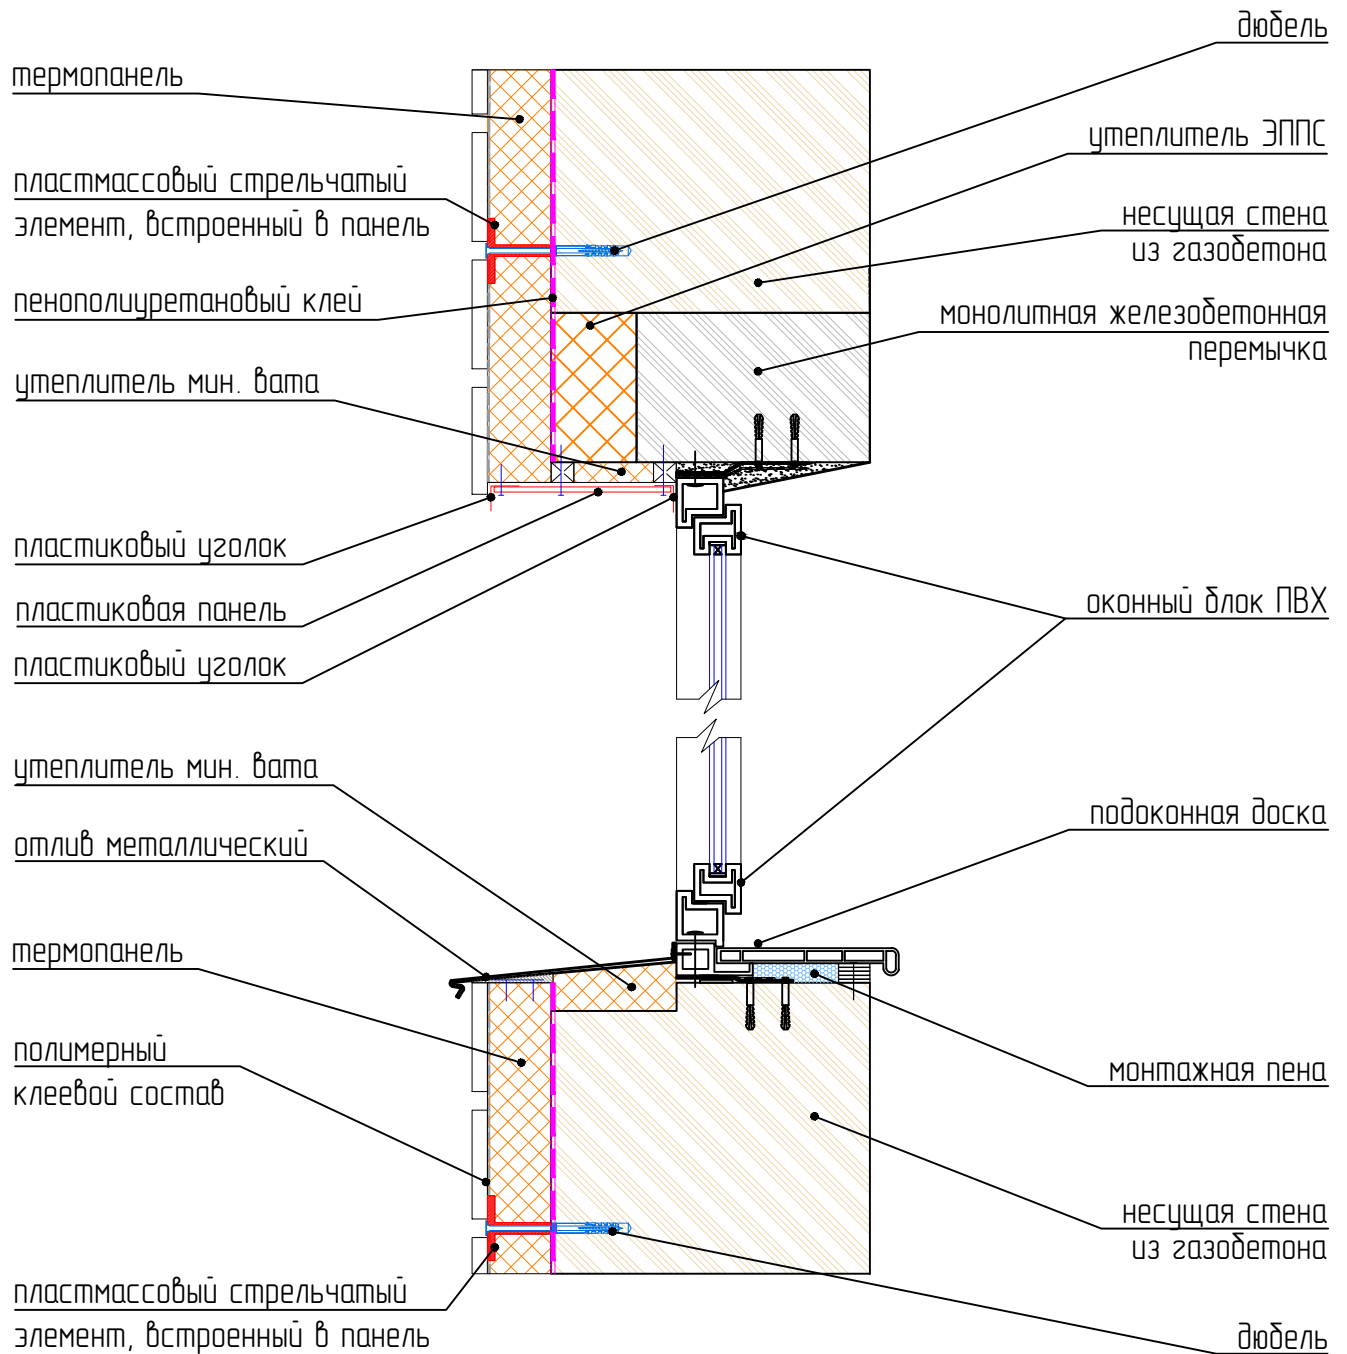 термопанель
пластмассовый стрельчатый
элемент, встроенный в панель
пенополиуретановый клей
утеплитель мин. вата
пластиковый уголок
пластиковая панель
пластиковый уголок
утеплитель мин. вата
отлив металлический
термопанель
полимерный
клеевой состав
пластмассовый стрельчатый
элемент, встроенный в панель
дюбель
утеплитель ЭППС
несущая стена
из газобетона
монолитная железобетонная
перемычка
оконный блок ПВХ
подоконная доска
монтажная пена
несущая стена
из газобетона
дюбель